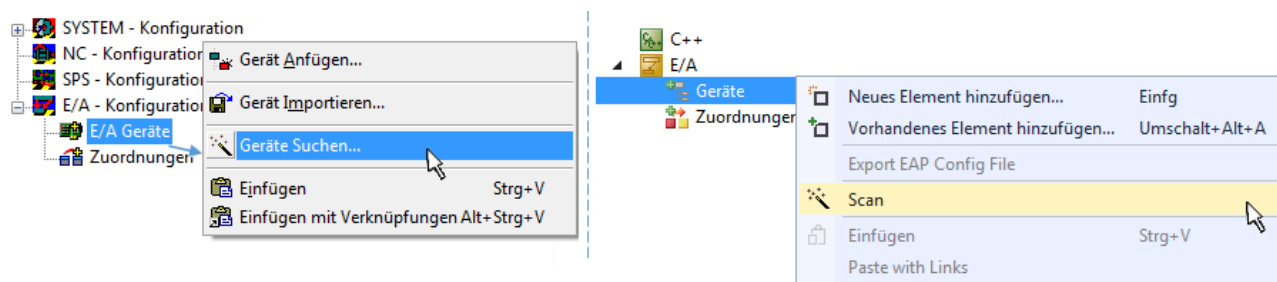 SYSTEM - Konfiguration
NC - Konfiguration
SPS - Konfiguration
E/A - Konfiguration
E/A Geräte
Zuordnungen
Gerät Anfügen...
Gerät Importieren...
Geräte Suchen...
Einfügen Strg+V
Einfügen mit Verknüpfungen Alt+Strg+V
C++
E/A
Geräte
Zuordnunger
Neues Element hinzufügen... Einfg
Vorhandenes Element hinzufügen... Umschalt+Alt+A
Export EAP Config File
Scan
Einfügen Strg+V
Paste with Links